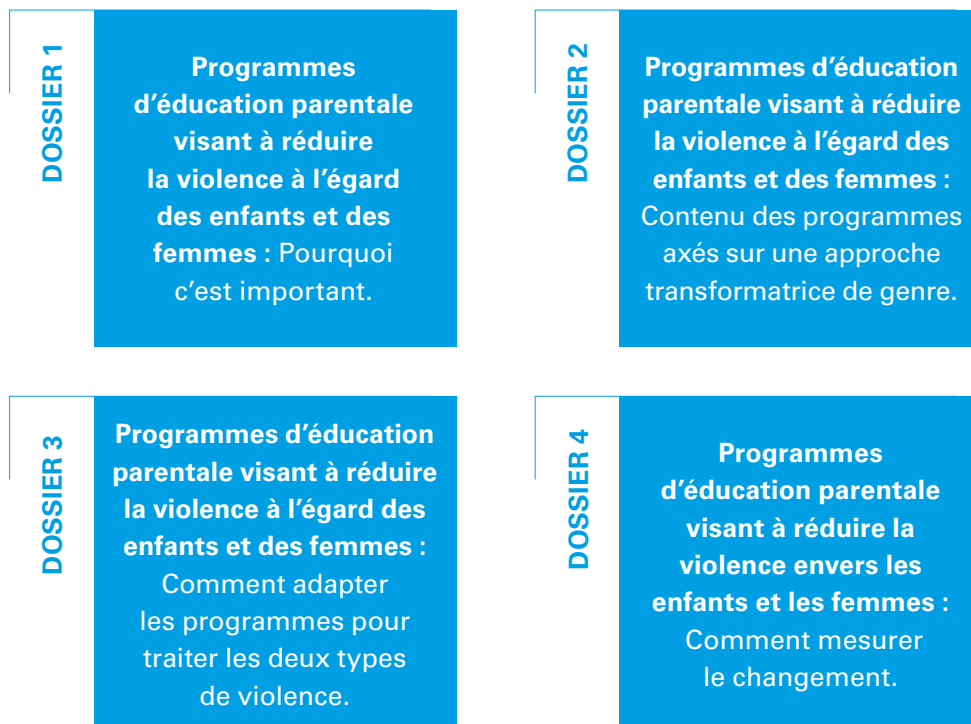 DOSSIER 1
Programmes
d’éducation parentale
visant à réduire
la violence à l’égard
des enfants et des
femmes : Pourquoi
c’est important.
DOSSIER 2
Programmes d’éducation
parentale visant à réduire
la violence à l’égard des
enfants et des femmes :
Contenu des programmes
axés sur une approche
transformatrice de genre.
DOSSIER 3
Programmes d’éducation
parentale visant à réduire
la violence à l’égard des
enfants et des femmes :
Comment adapter
les programmes pour
traiter les deux types
de violence.
DOSSIER 4
Programmes
d’éducation parentale
visant à réduire la
violence envers les
enfants et les femmes :
Comment mesurer
le changement.